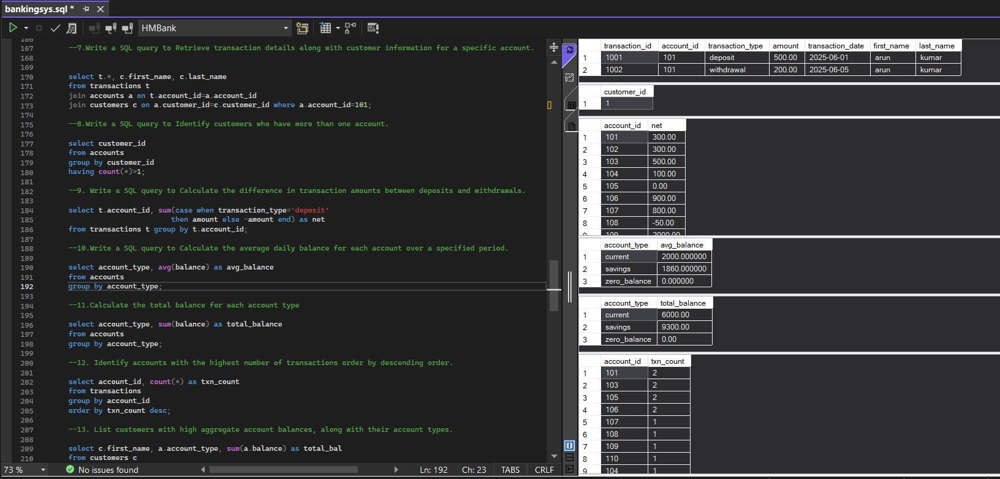 bankingsys.sql *
HMBank
166
167 --7.Write a SQL query to Retrieve transaction details along with customer information for a specific account.
168
169
170 select t.*, c.first_name, c.last_name
171 from transactions t
172 join accounts a on t.account_id=a.account_id
173 join customers c on a.customer_id=c.customer_id where a.account_id=101;
174
175 --8.Write a SQL query to Identify customers who have more than one account.
176
177 select customer_id
178 from accounts
179 group by customer_id
180 having count(*)>1;
181
182 --9. Write a SQL query to Calculate the difference in transaction amounts between deposits and withdrawals.
183
184 select t.account_id, sum(case when transaction_type='deposit'
185 then amount else -amount end) as net
186 from transactions t group by t.account_id;
187
188 --10.Write a SQL query to Calculate the average daily balance for each account over a specified period.
189
190 select account_type, avg(balance) as avg_balance
191 from accounts
192 group by account_type;
193
194 --11.Calculate the total balance for each account type
195
196 select account_type, sum(balance) as total_balance
197 from accounts
198 group by account_type;
199
200 --12. Identify accounts with the highest number of transactions order by descending order.
201
202 select account_id, count(*) as txn_count
203 from transactions
204 group by account_id
205 order by txn_count desc;
206
207 --13. List customers with high aggregate account balances, along with their account types.
208
209 select c.first_name, a.account_type, sum(a.balance) as total_bal
210 from customers c
73 % No issues found Ln: 192 Ch: 23 TABS CRLF
transaction_id account_id transaction_type amount transaction_date first_name last_name
1 1001 101 deposit 500.00 2025-06-01 arun kumar
2 1002 101 withdrawal 200.00 2025-06-05 arun kumar
customer_id
1 1
account_id net
1 101 300.00
2 102 300.00
3 103 500.00
4 104 100.00
5 105 0.00
6 106 900.00
7 107 800.00
8 108 -50.00
9 109 2000.00
account_type avg_balance
1 current 2000.000000
2 savings 1860.000000
3 zero_balance 0.000000
account_type total_balance
1 current 6000.00
2 savings 9300.00
3 zero_balance 0.00
account_id txn_count
1 101 2
2 103 2
3 105 2
4 106 2
5 107 1
6 108 1
7 109 1
8 110 1
9 104 1